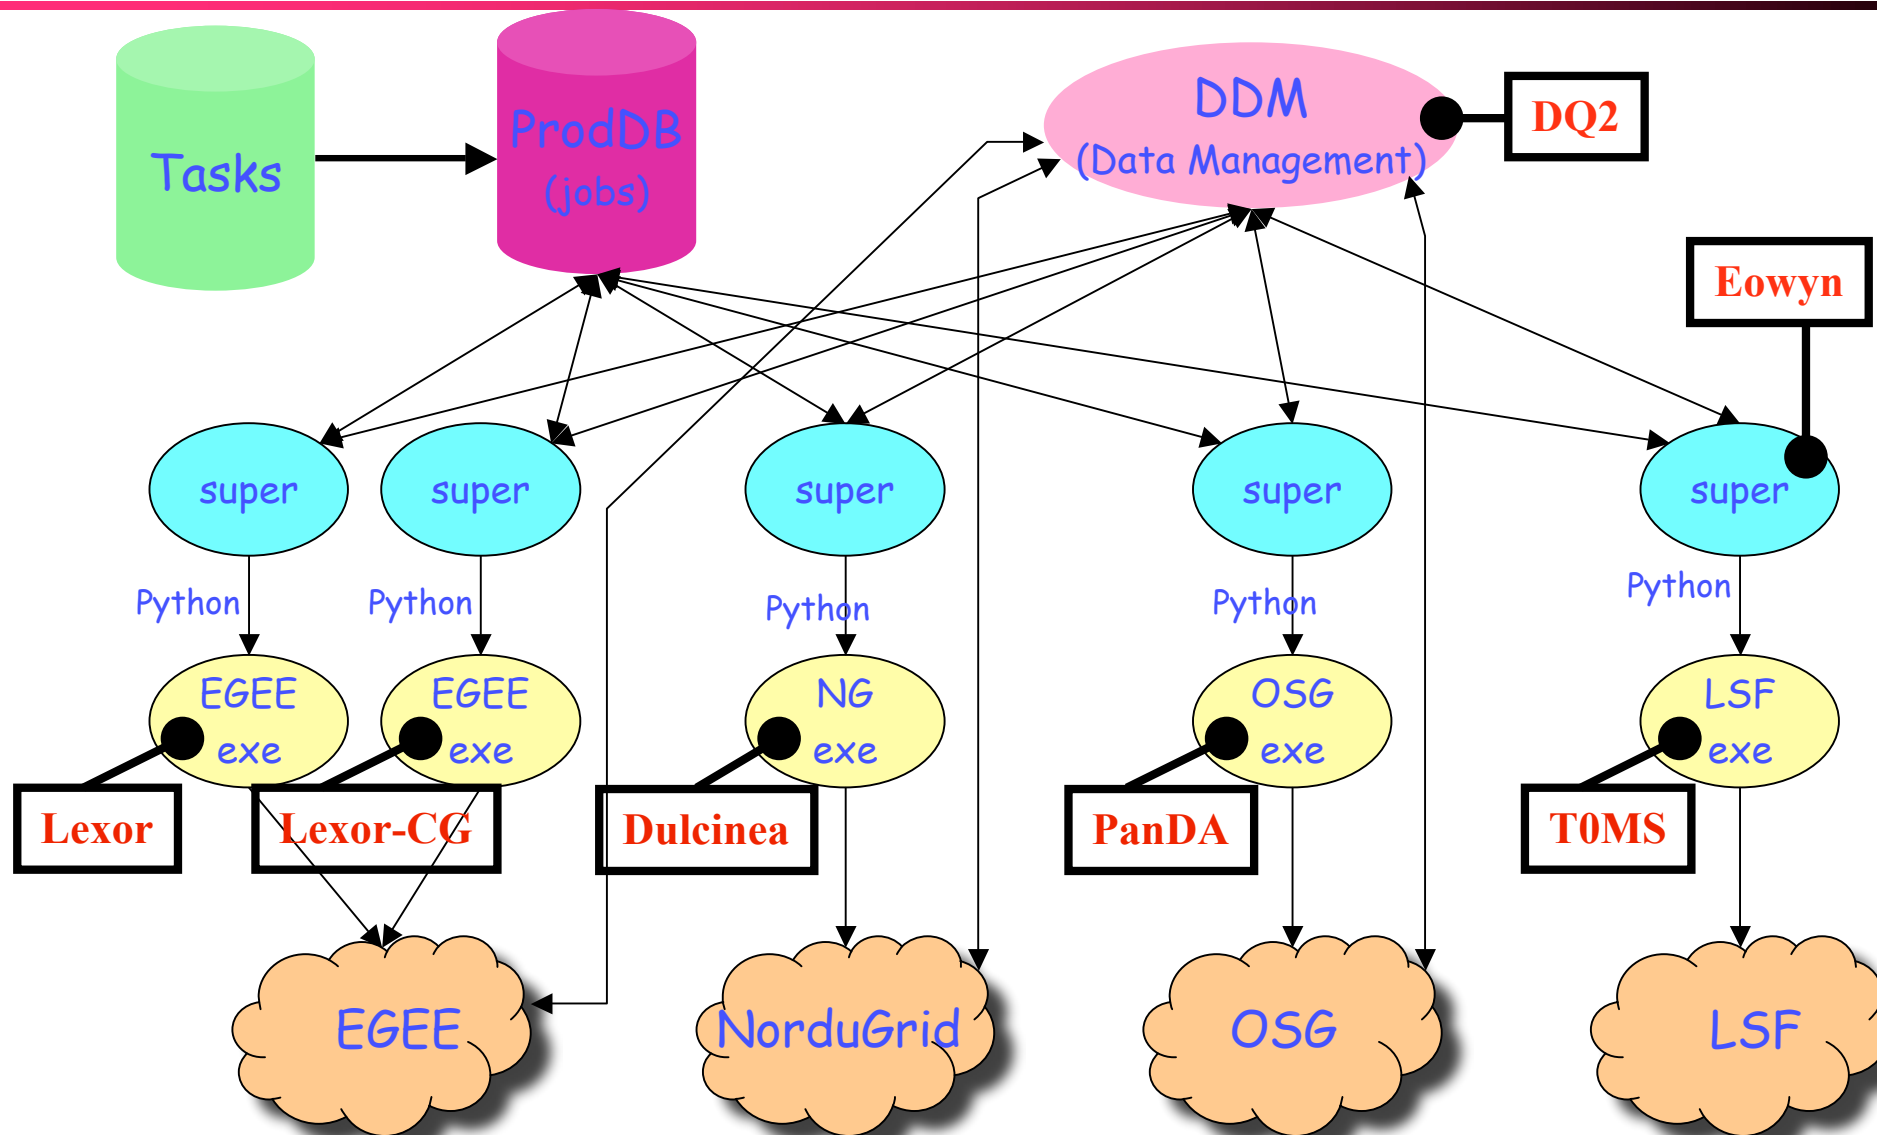 Tasks
ProdDB
(jobs)
DDM
(Data Management)
DQ2
Eowyn
super
super
super
super
super
Python
Python
Python
Python
Python
EGEE
exe
EGEE
exe
NG
exe
OSG
exe
LSF
exe
Lexor
Lexor-CG
Dulcinea
PanDA
T0MS
EGEE
NorduGrid
OSG
LSF